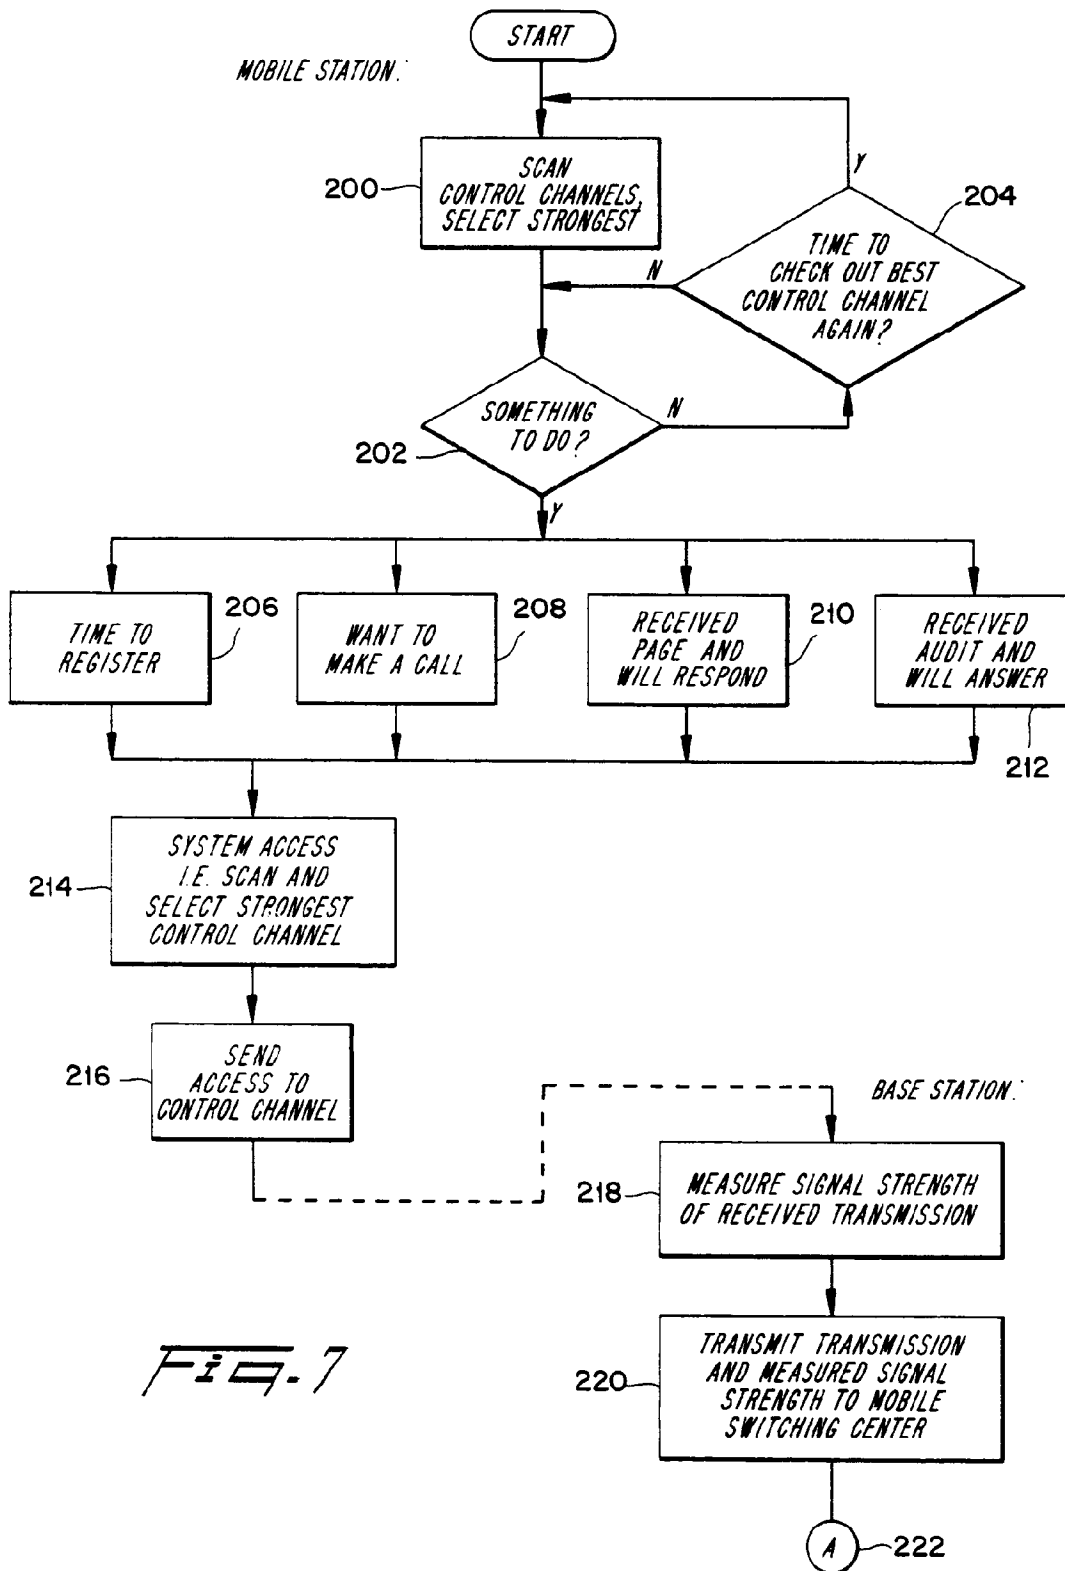 START
MOBILE STATION:
200
SCAN
CONTROL CHANNELS,
SELECT STRONGEST
Y
204
TIME TO
CHECK OUT BEST
CONTROL CHANNEL
AGAIN?
N
SOMETHING
TO DO?
N
202
Y
TIME TO
REGISTER
206
WANT TO
MAKE A CALL
208
RECEIVED
PAGE AND
WILL RESPOND
210
RECEIVED
AUDIT AND
WILL ANSWER
212
214
SYSTEM ACCESS
I.E. SCAN AND
SELECT STRONGEST
CONTROL CHANNEL
216
SEND
ACCESS TO
CONTROL CHANNEL
BASE STATION:
218
MEASURE SIGNAL STRENGTH
OF RECEIVED TRANSMISSION
220
TRANSMIT TRANSMISSION
AND MEASURED SIGNAL
STRENGTH TO MOBILE
SWITCHING CENTER
Fig. 7
A
222